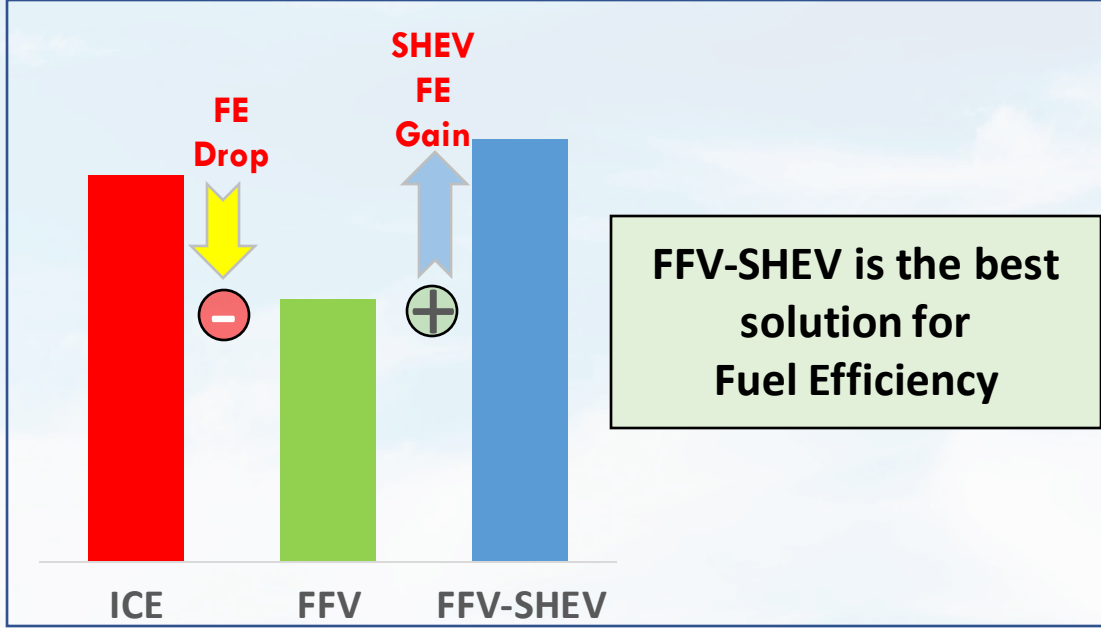 SHEV
FE
Gain
FE
Drop
-
+
FFV-SHEV is the best
solution for
Fuel Efficiency
ICE
FFV
FFV-SHEV